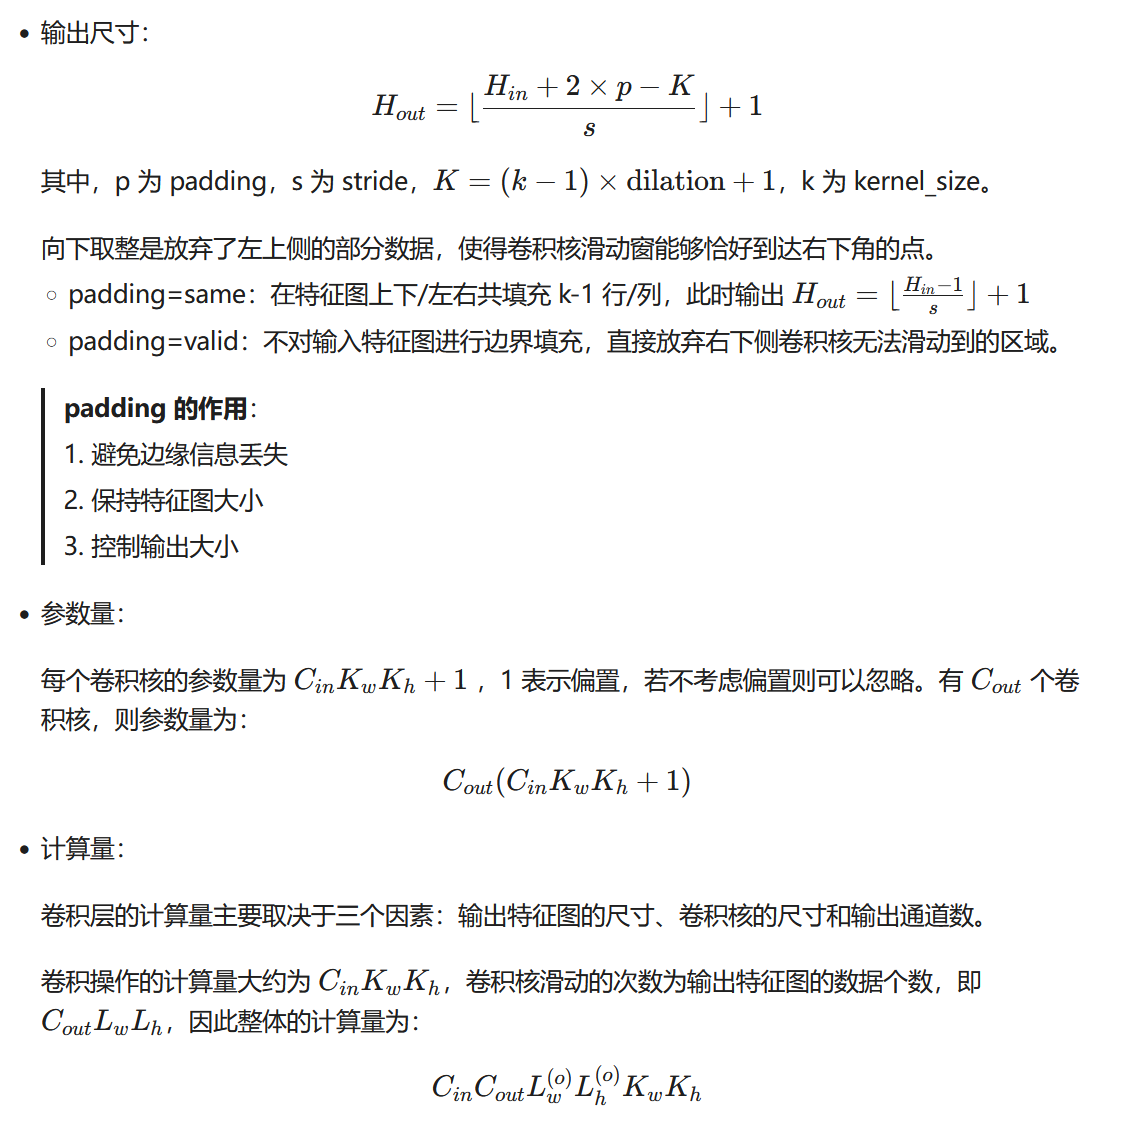 • 输出尺寸：
$H_{out} = \lfloor \frac{H_{in} + 2 \times p - K}{s} \rfloor + 1$
其中，p 为 padding，s 为 stride，$K = (k-1) \times \text{dilation} + 1$，k 为 kernel_size。
向下取整是放弃了左上侧的部分数据，使得卷积核滑动窗能够恰好到达右下角的点。
○ padding=same：在特征图上下/左右共填充 k-1 行/列，此时输出 $H_{out} = \lfloor \frac{H_{in}-1}{s} \rfloor + 1$
○ padding=valid：不对输入特征图进行边界填充，直接放弃右下侧卷积核无法滑动到的区域。
padding 的作用：
1. 避免边缘信息丢失
2. 保持特征图大小
3. 控制输出大小
• 参数量：
每个卷积核的参数量为 $C_{in}K_wK_h + 1$ ，1 表示偏置，若不考虑偏置则可以忽略。有 $C_{out}$ 个卷
积核，则参数量为：
$C_{out}(C_{in}K_wK_h + 1)$
• 计算量：
卷积层的计算量主要取决于三个因素：输出特征图的尺寸、卷积核的尺寸和输出通道数。
卷积操作的计算量大约为 $C_{in}K_wK_h$，卷积核滑动的次数为输出特征图的数据个数，即
$C_{out}L_wL_h$，因此整体的计算量为：
$C_{in}C_{out}L_w^{(o)}L_h^{(o)}K_wK_h$